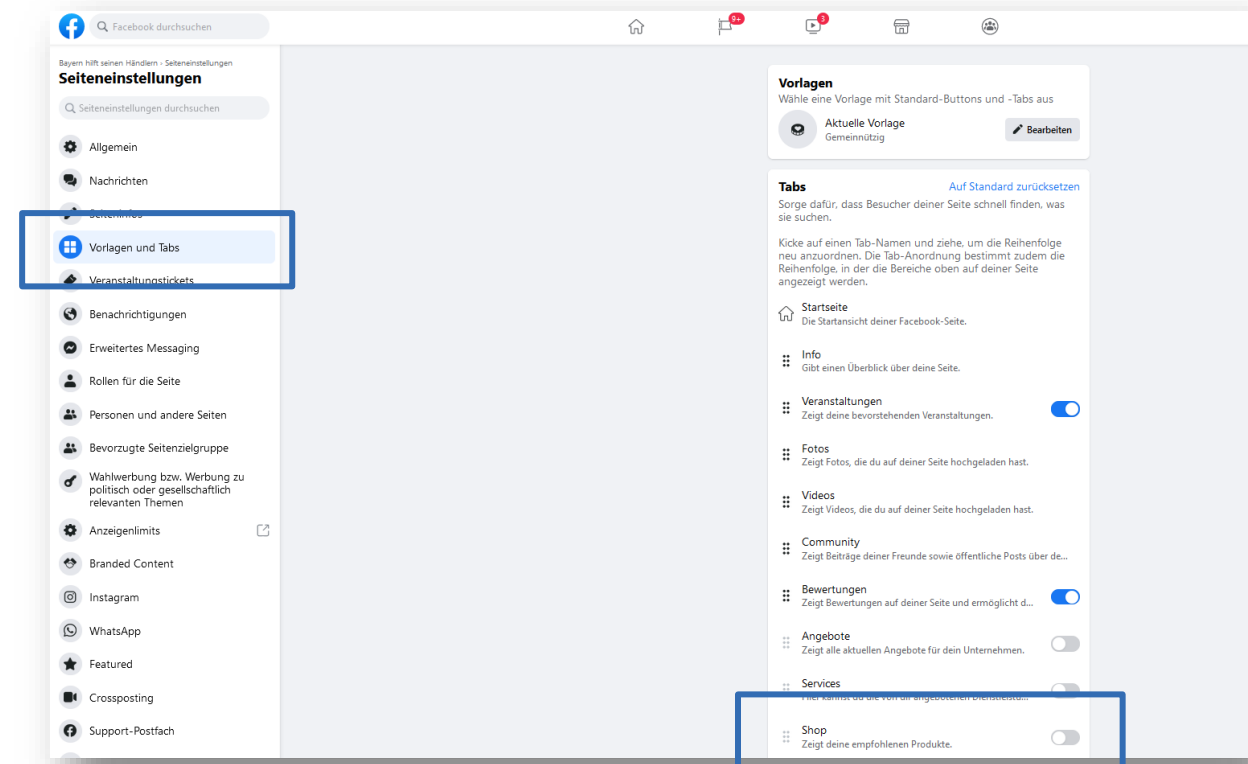 Facebook durchsuchen
9+
3
Bayern hilft seinen Händlern › Seiteneinstellungen
Seiteneinstellungen
Seiteneinstellungen durchsuchen
Allgemein
Nachrichten
Seiteninfos
Vorlagen und Tabs
Veranstaltungstickets
Benachrichtigungen
Erweitertes Messaging
Rollen für die Seite
Personen und andere Seiten
Bevorzugte Seitenzielgruppe
Wahlwerbung bzw. Werbung zu
politisch oder gesellschaftlich
relevanten Themen
Anzeigenlimits
Branded Content
Instagram
WhatsApp
Featured
Crossposting
Support-Postfach
Vorlagen
Wähle eine Vorlage mit Standard-Buttons und -Tabs aus
Aktuelle Vorlage
Gemeinnützig
Bearbeiten
Tabs
Auf Standard zurücksetzen
Sorge dafür, dass Besucher deiner Seite schnell finden, was
sie suchen.
Kicke auf einen Tab-Namen und ziehe, um die Reihenfolge
neu anzuordnen. Die Tab-Anordnung bestimmt zudem die
Reihenfolge, in der die Bereiche oben auf deiner Seite
angezeigt werden.
Startseite
Die Startansicht deiner Facebook-Seite.
Info
Gibt einen Überblick über deine Seite.
Veranstaltungen
Zeigt deine bevorstehenden Veranstaltungen.
Fotos
Zeigt Fotos, die du auf deiner Seite hochgeladen hast.
Videos
Zeigt Videos, die du auf deiner Seite hochgeladen hast.
Community
Zeigt Beiträge deiner Freunde sowie öffentliche Posts über de...
Bewertungen
Zeigt Bewertungen auf deiner Seite und ermöglicht d...
Angebote
Zeigt alle aktuellen Angebote für dein Unternehmen.
Services
Hier kannst du die von dir angebotenen Dienstleistu...
Shop
Zeigt deine empfohlenen Produkte.